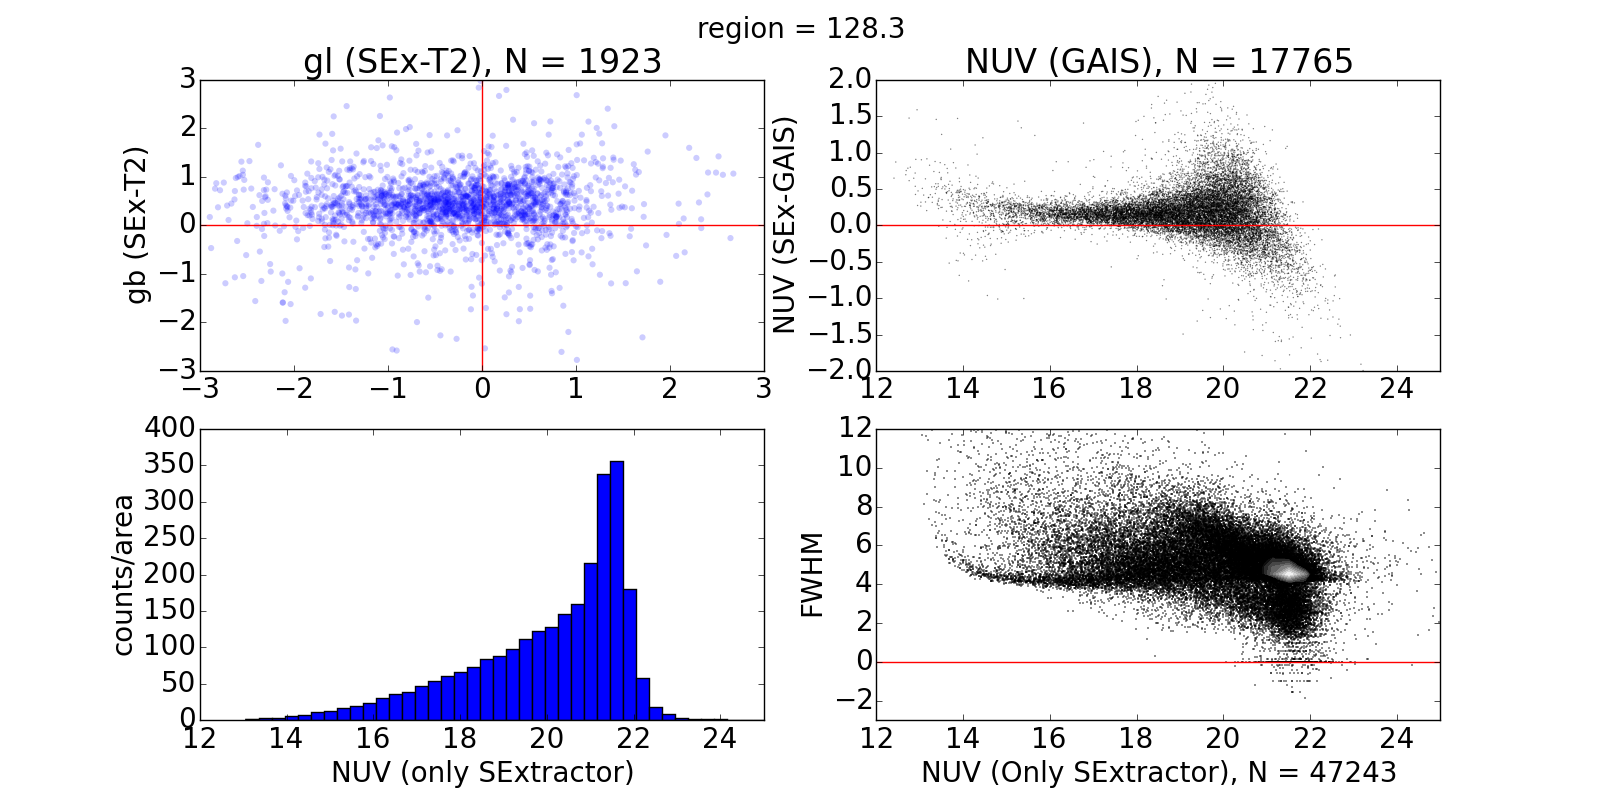 region = 128.3
gl (SEx-T2), N = 1923
3
2
1
0
−1
−2
−3
gb (SEx-T2)
−3 −2 −1 0 1 2 3
NUV (GAIS), N = 17765
2.0
1.5
1.0
0.5
0.0
−0.5
−1.0
−1.5
−2.0
NUV (SEx-GAIS)
12 14 16 18 20 22 24
400
350
300
250
200
150
100
50
0
counts/area
12 14 16 18 20 22 24
NUV (only SExtractor)
12
10
8
6
4
2
0
−2
FWHM
12 14 16 18 20 22 24
NUV (Only SExtractor), N = 47243